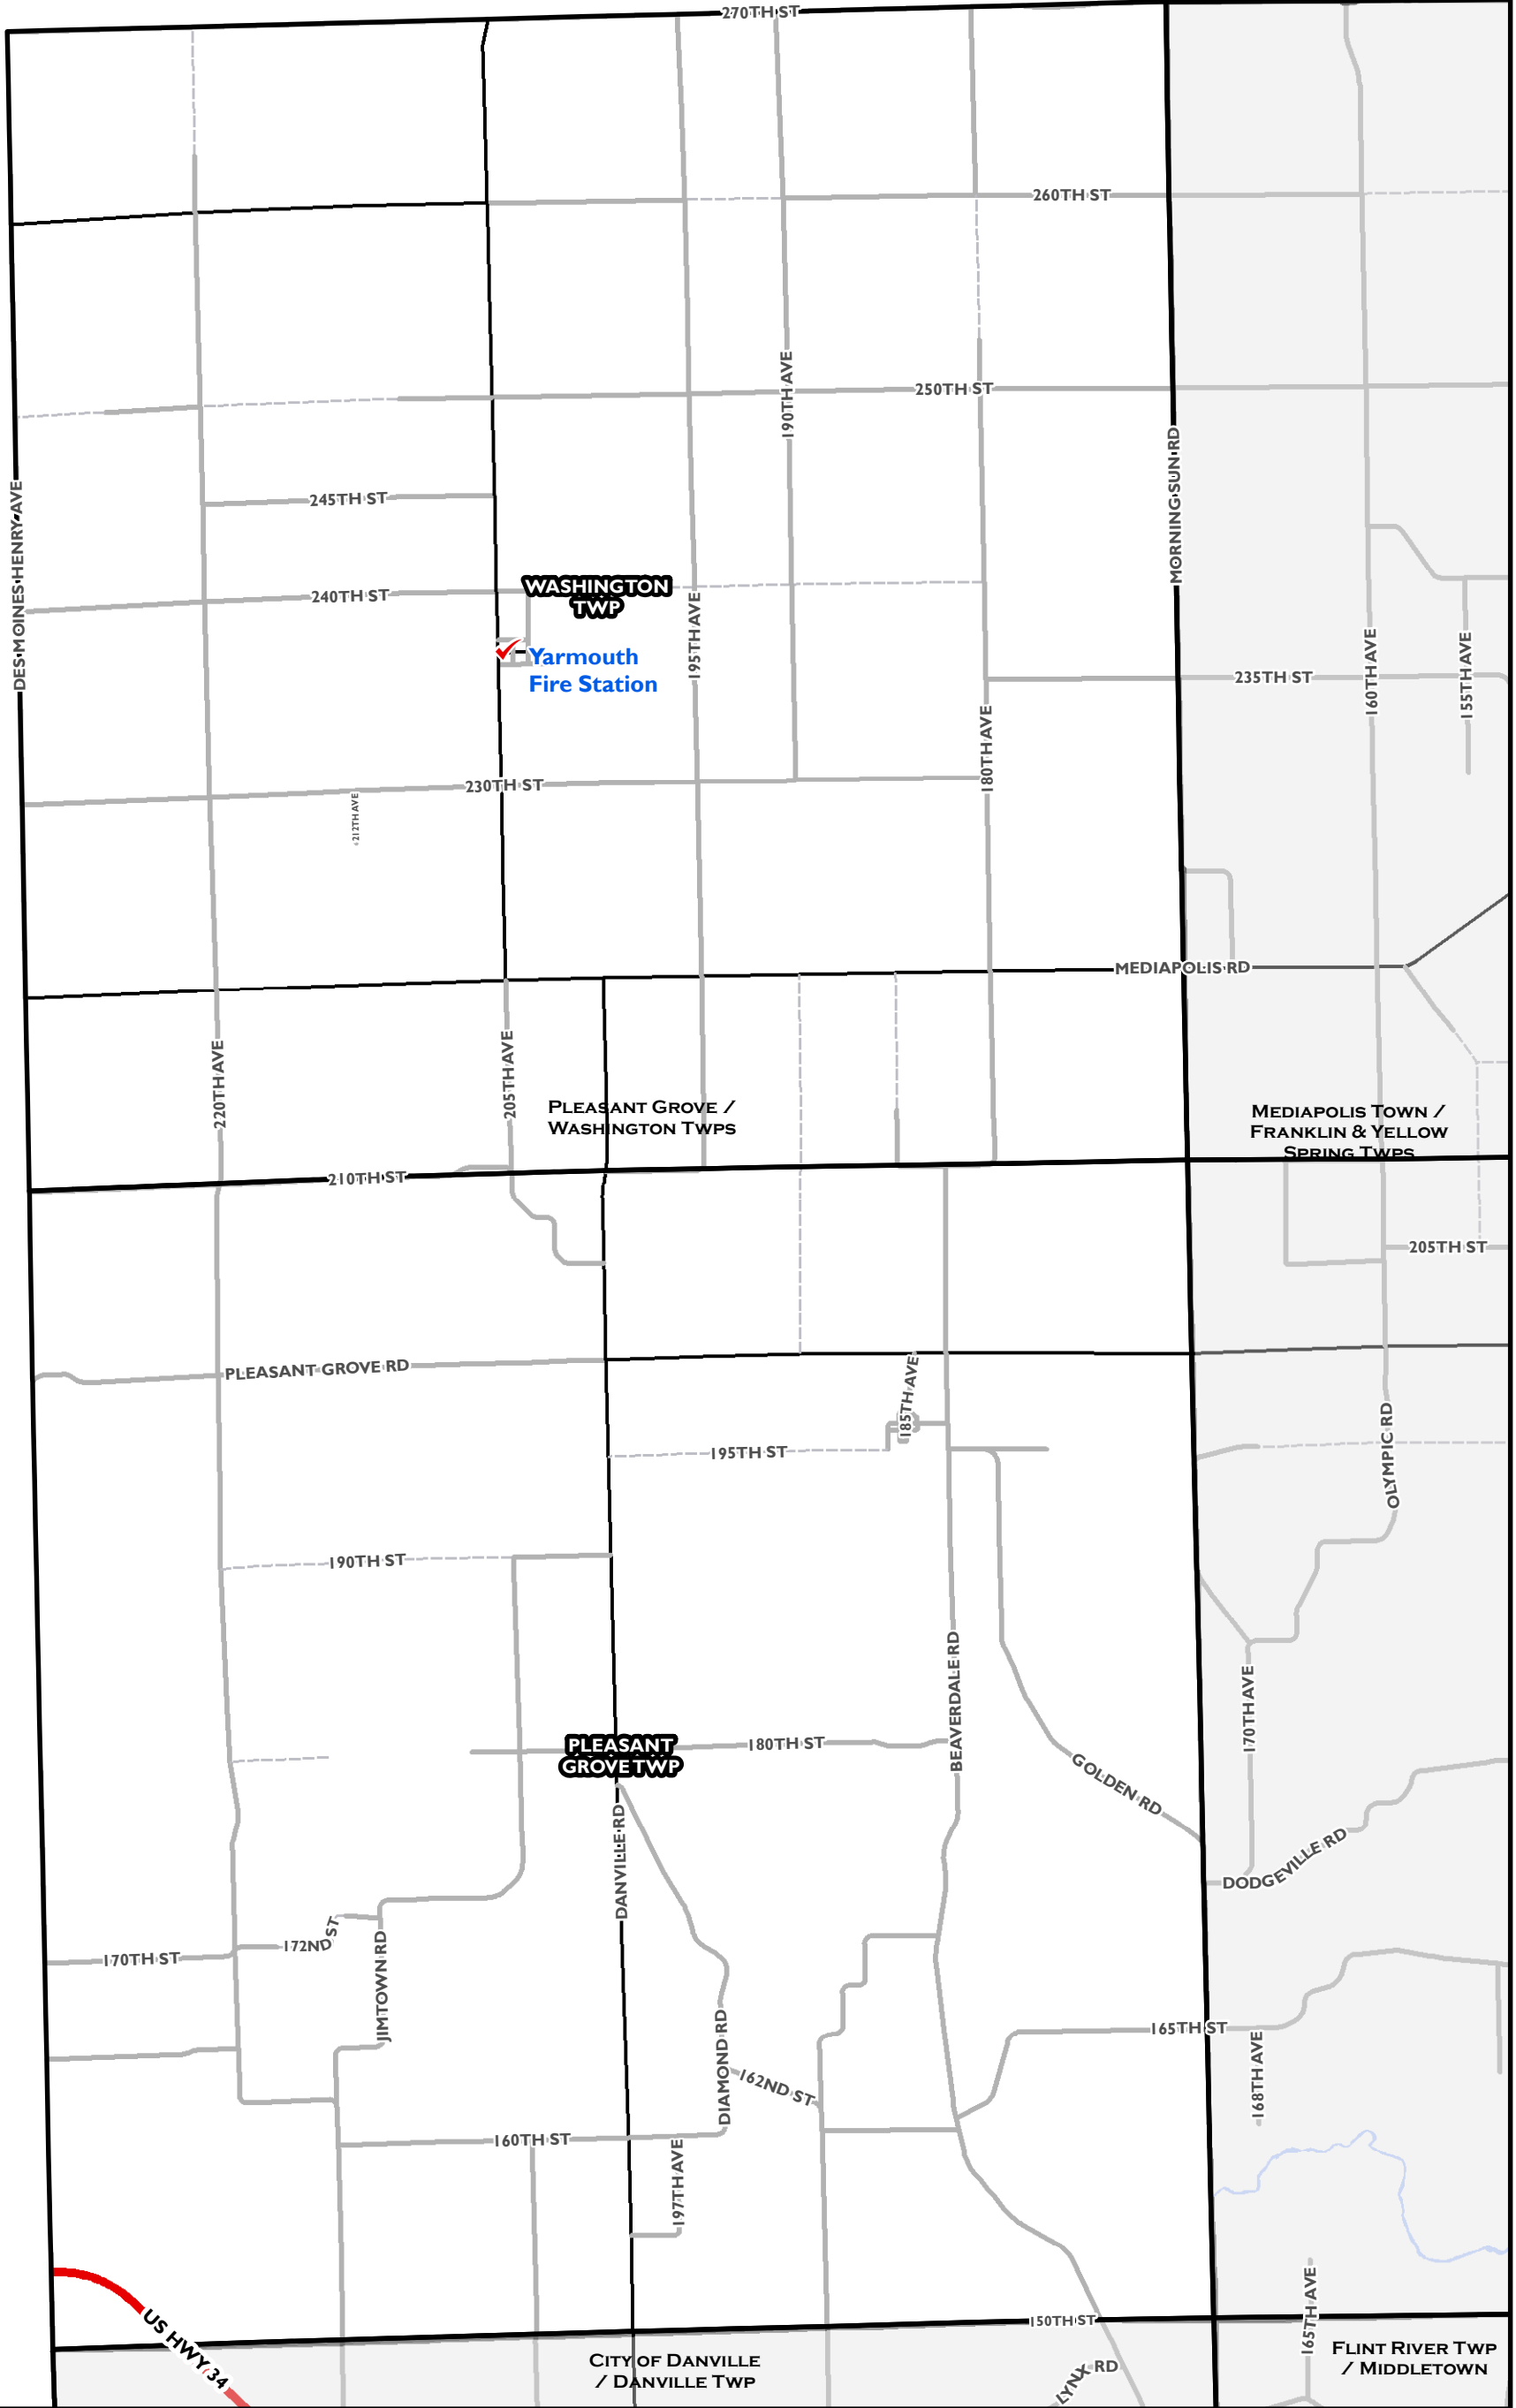 270TH ST
260TH ST
190TH AVE
250TH ST
MORNING SUN RD
DES MOINES HENRY AVE
245TH ST
240TH ST
WASHINGTON
TWP
195TH AVE
Yarmouth
Fire Station
160TH AVE
155TH AVE
235TH ST
180TH AVE
230TH ST
212TH AVE
MEDIAPOLIS RD
220TH AVE
205TH AVE
PLEASANT GROVE /
WASHINGTON TWPS
MEDIAPOLIS TOWN /
FRANKLIN & YELLOW
SPRING TWPS
210TH ST
205TH ST
PLEASANT GROVE RD
185TH AVE
OLYMPIC RD
195TH ST
190TH ST
BEAVERDALE RD
170TH AVE
PLEASANT
GROVE TWP
180TH ST
GOLDEN RD
DANVILLE RD
DODGEVILLE RD
172ND ST
170TH ST
JIMTOWN RD
DIAMOND RD
165TH ST
168TH AVE
162ND ST
160TH ST
197TH AVE
165TH AVE
US HWY 34
150TH ST
CITY OF DANVILLE
/ DANVILLE TWP
LYNX RD
FLINT RIVER TWP
/ MIDDLETOWN